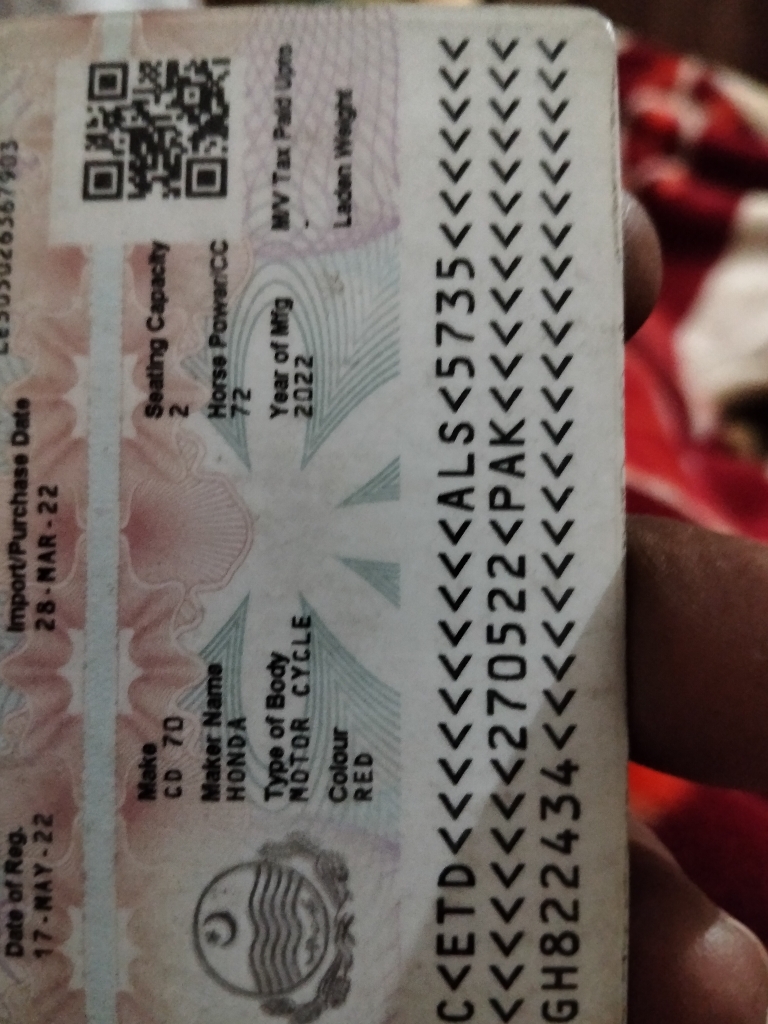 Date of Reg. Import/Purchase Date
17-MAY-22 28-MAR-22
Make Seating Capacity
CD 70 2
Maker Name Horse Power/CC
HONDA 72
Type of Body Year of Mfg M/V Tax Paid Upto
MOTOR CYCLE 2022 -
Colour Laden Weight
RED
C<ETD<<<<<<<<<<<ALS<5735<<<<<<<
<<<<<<<<270522<PAK<<<<<<<<<<<<<
GH822434<<<<<<<<<<<<<<<<<<<<<<<